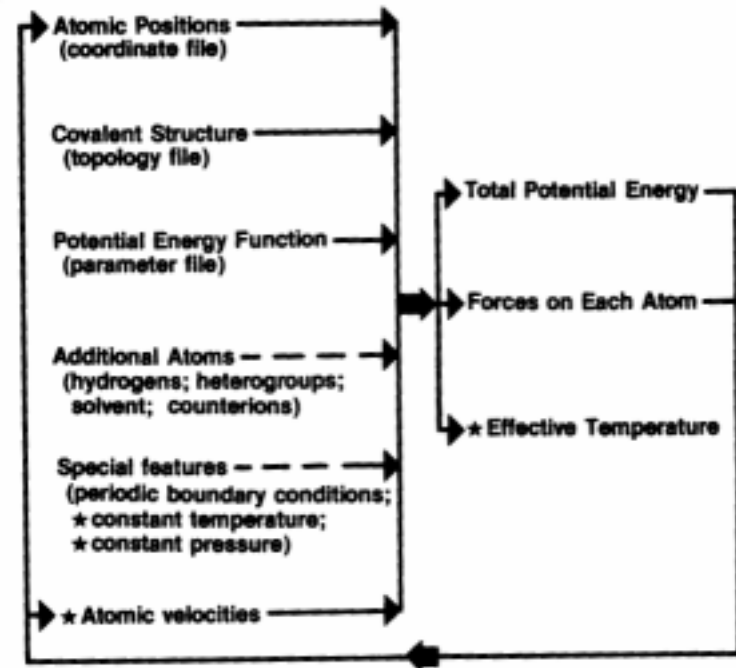 Atomic Positions
(coordinate file)
Covalent Structure
(topology file)
Potential Energy Function
(parameter file)
Additional Atoms
(hydrogens; heterogroups;
solvent; counterions)
Special features
(periodic boundary conditions;
★constant temperature;
★constant pressure)
★ Atomic velocities
Total Potential Energy
Forces on Each Atom
★Effective Temperature